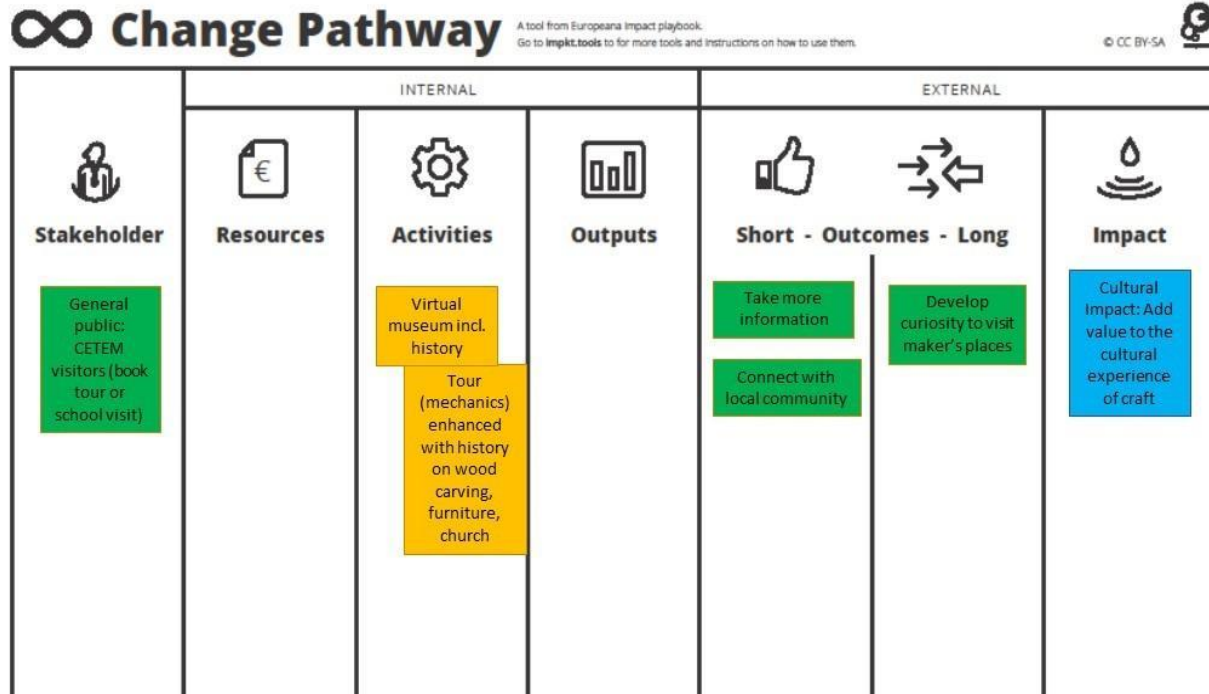 Change Pathway
A tool from Europeana Impact playbook.
Go to impkt.tools to for more tools and instructions on how to use them.
© CC BY-SA
INTERNAL
EXTERNAL
€
Stakeholder
Resources
Activities
Outputs
Short - Outcomes - Long
Impact
General
public:
CETEM
visitors (book
tour or
school visit)
Virtual
museum incl.
history
Tour
(mechanics)
enhanced
with history
on wood
carving,
furniture,
church
Take more
information
Connect with
local community
Develop
curiosity to visit
maker's places
Cultural
Impact: Add
value to the
cultural
experience
of craft